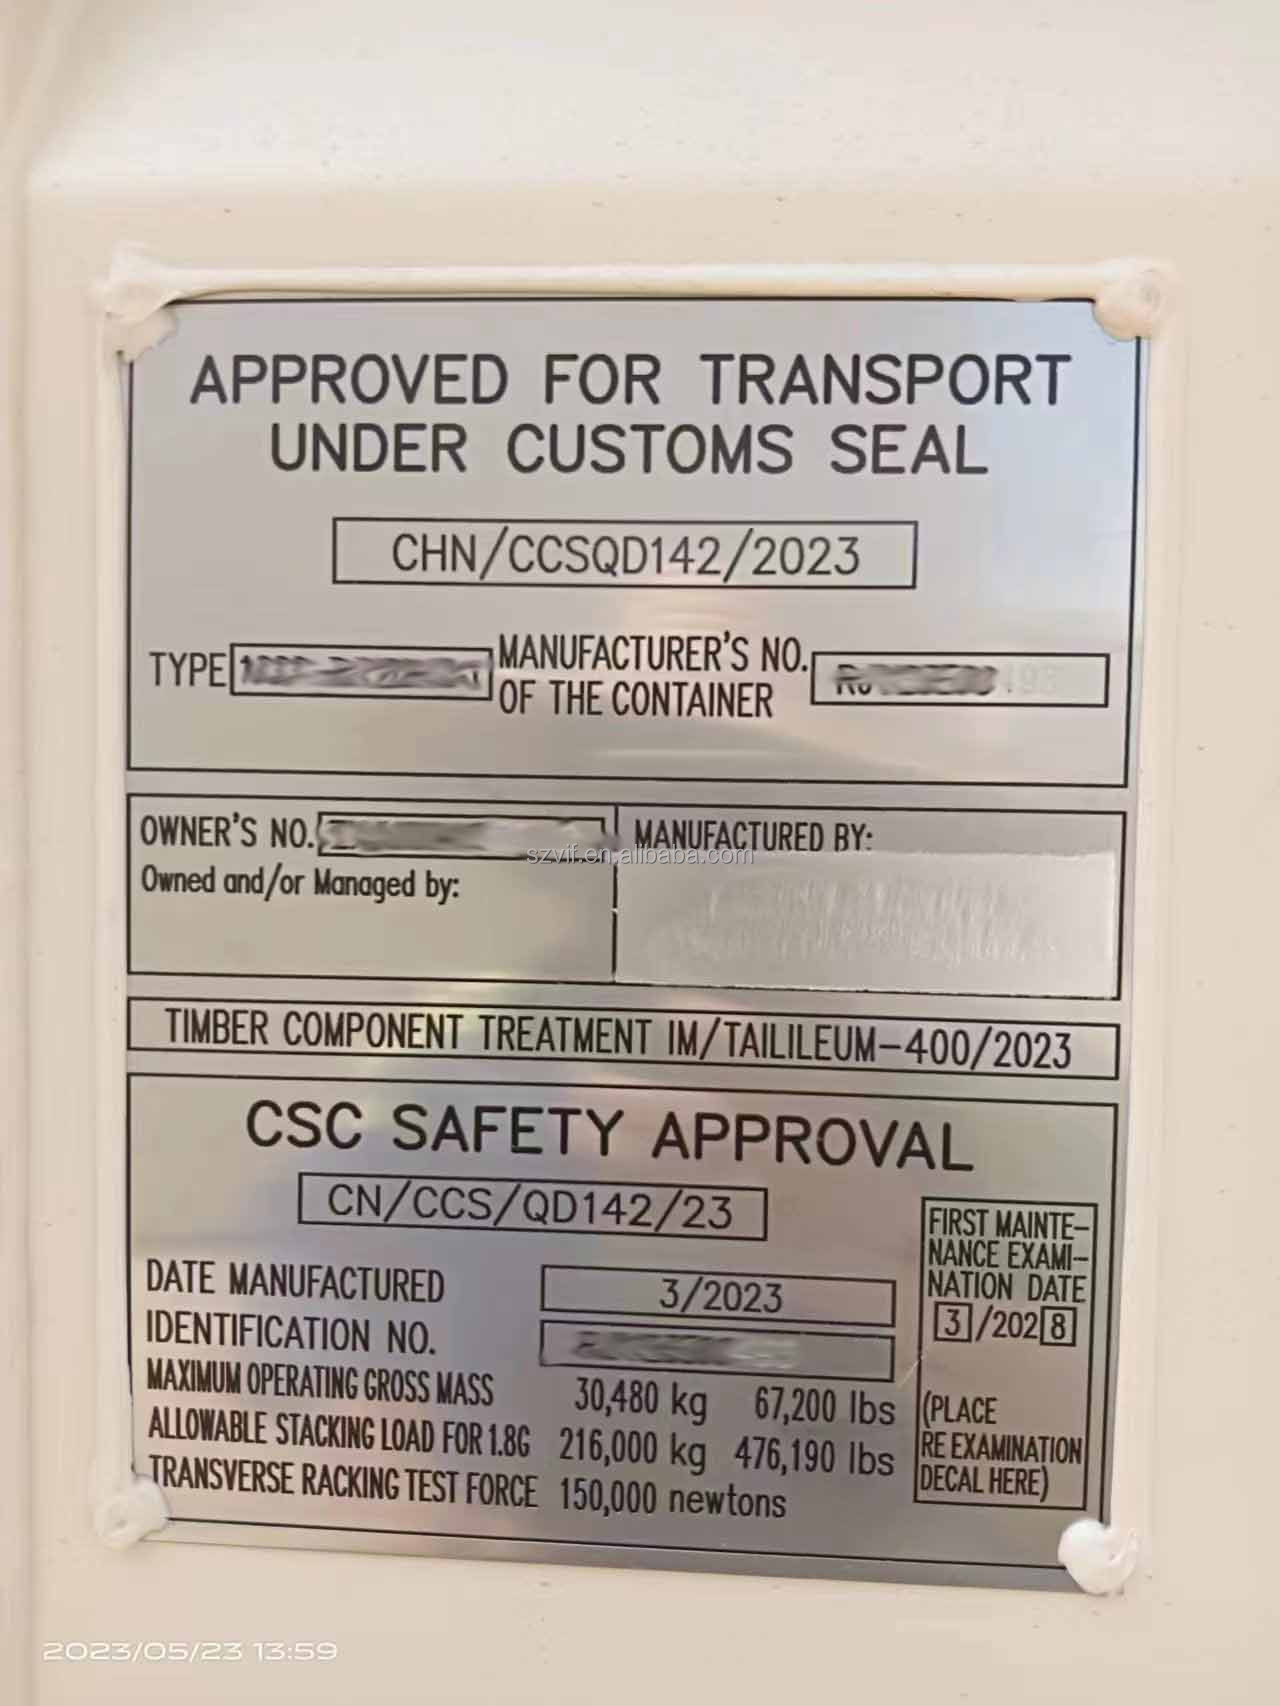 APPROVED FOR TRANSPORT
UNDER CUSTOMS SEAL
CHN/CCSQD142/2023
TYPE
MANUFACTURER'S NO.
OF THE CONTAINER
OWNER'S NO.
Owned and/or Managed by:
MANUFACTURED BY:
szvif.en.alibaba.com
TIMBER COMPONENT TREATMENT IM/TAILILEUM-400/2023
CSC SAFETY APPROVAL
CN/CCS/QD142/23
DATE MANUFACTURED 3/2023
IDENTIFICATION NO.
MAXIMUM OPERATING GROSS MASS 30,480 kg 67,200 lbs
ALLOWABLE STACKING LOAD FOR 1.8G 216,000 kg 476,190 lbs
TRANSVERSE RACKING TEST FORCE 150,000 newtons
FIRST MAINTE-
NANCE EXAMI-
NATION DATE
3/2028
(PLACE
RE EXAMINATION
DECAL HERE)
2023/05/23 13:59